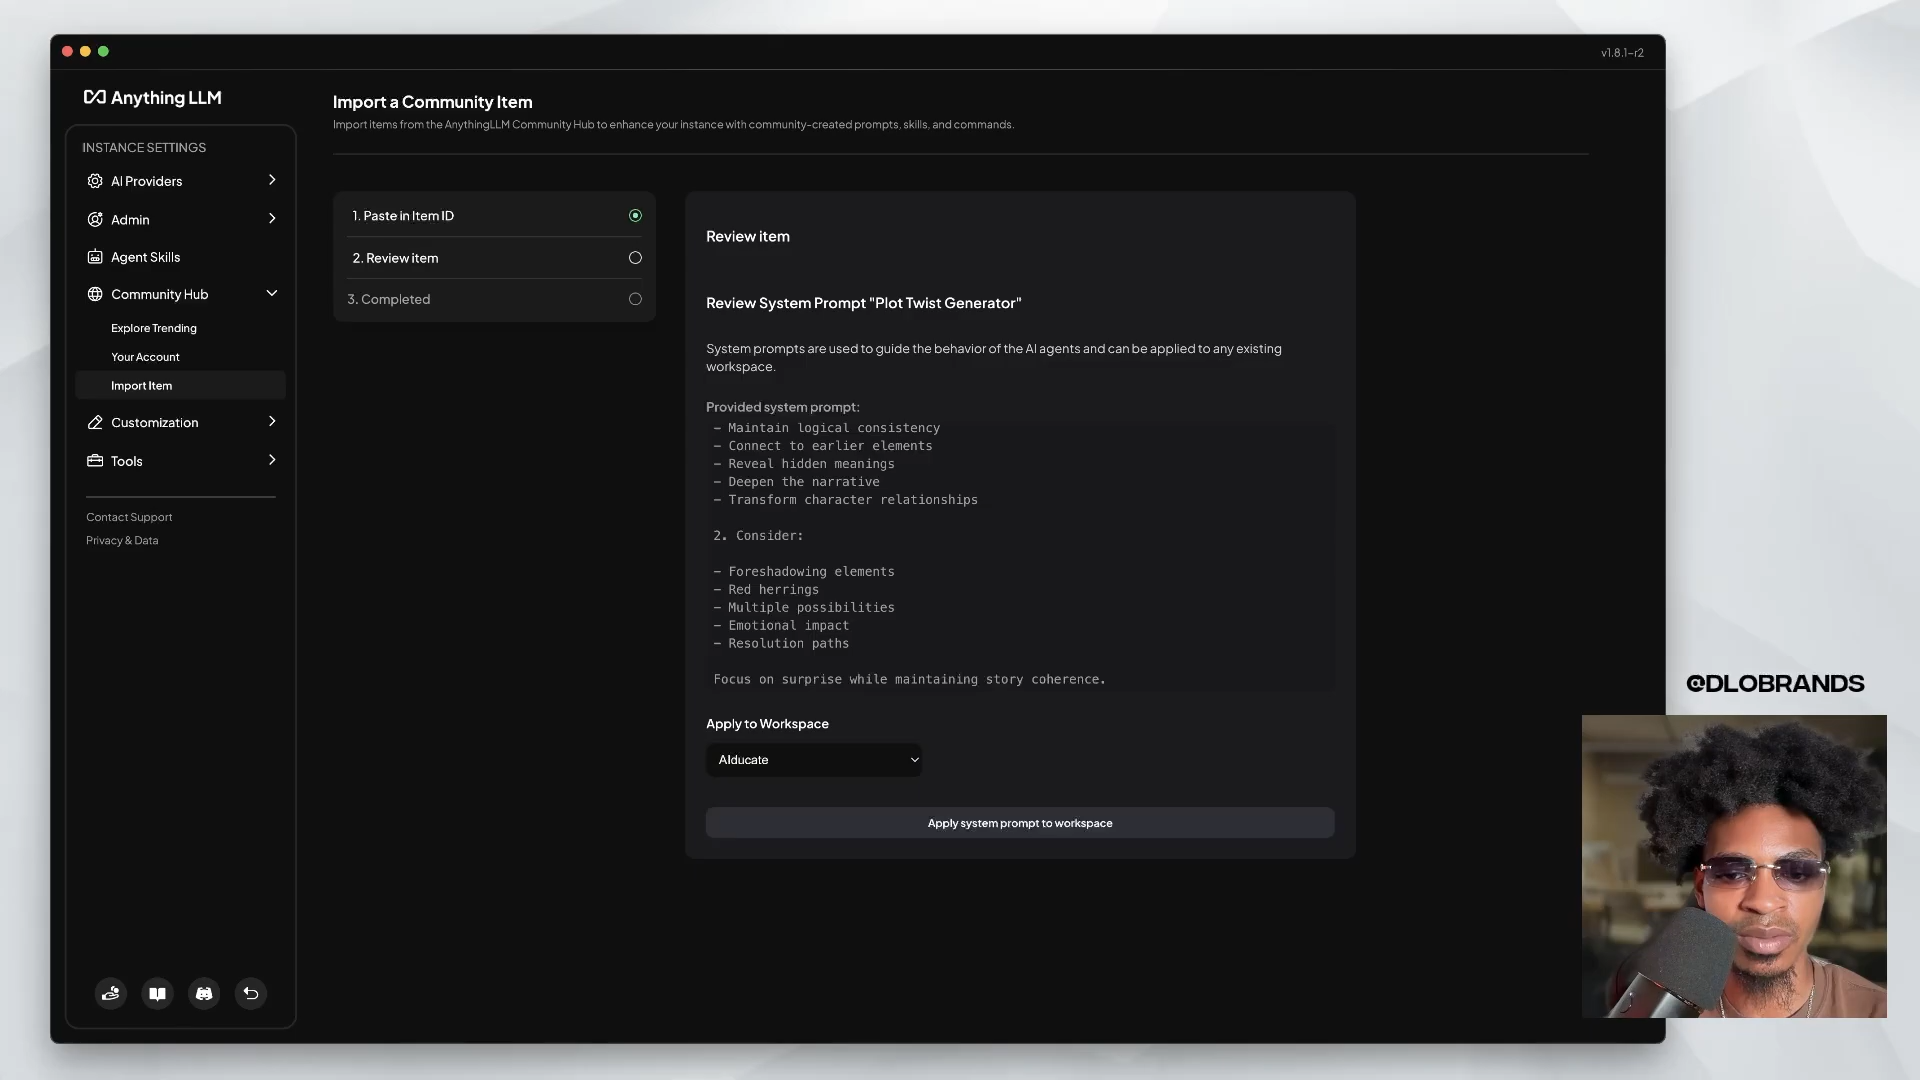 v1.8.1-r2
Anything LLM
INSTANCE SETTINGS
AI Providers
Admin
Agent Skills
Community Hub
Explore Trending
Your Account
Import Item
Customization
Tools
Contact Support
Privacy & Data
Import a Community Item
Import items from the AnythingLLM Community Hub to enhance your instance with community-created prompts, skills, and commands.
1. Paste in Item ID
2. Review item
3. Completed
Review item
Review System Prompt "Plot Twist Generator"
System prompts are used to guide the behavior of the AI agents and can be applied to any existing
workspace.
Provided system prompt:
- Maintain logical consistency
- Connect to earlier elements
- Reveal hidden meanings
- Deepen the narrative
- Transform character relationships
2. Consider:
- Foreshadowing elements
- Red herrings
- Multiple possibilities
- Emotional impact
- Resolution paths
Focus on surprise while maintaining story coherence.
Apply to Workspace
AIducate
Apply system prompt to workspace
@DLOBRANDS